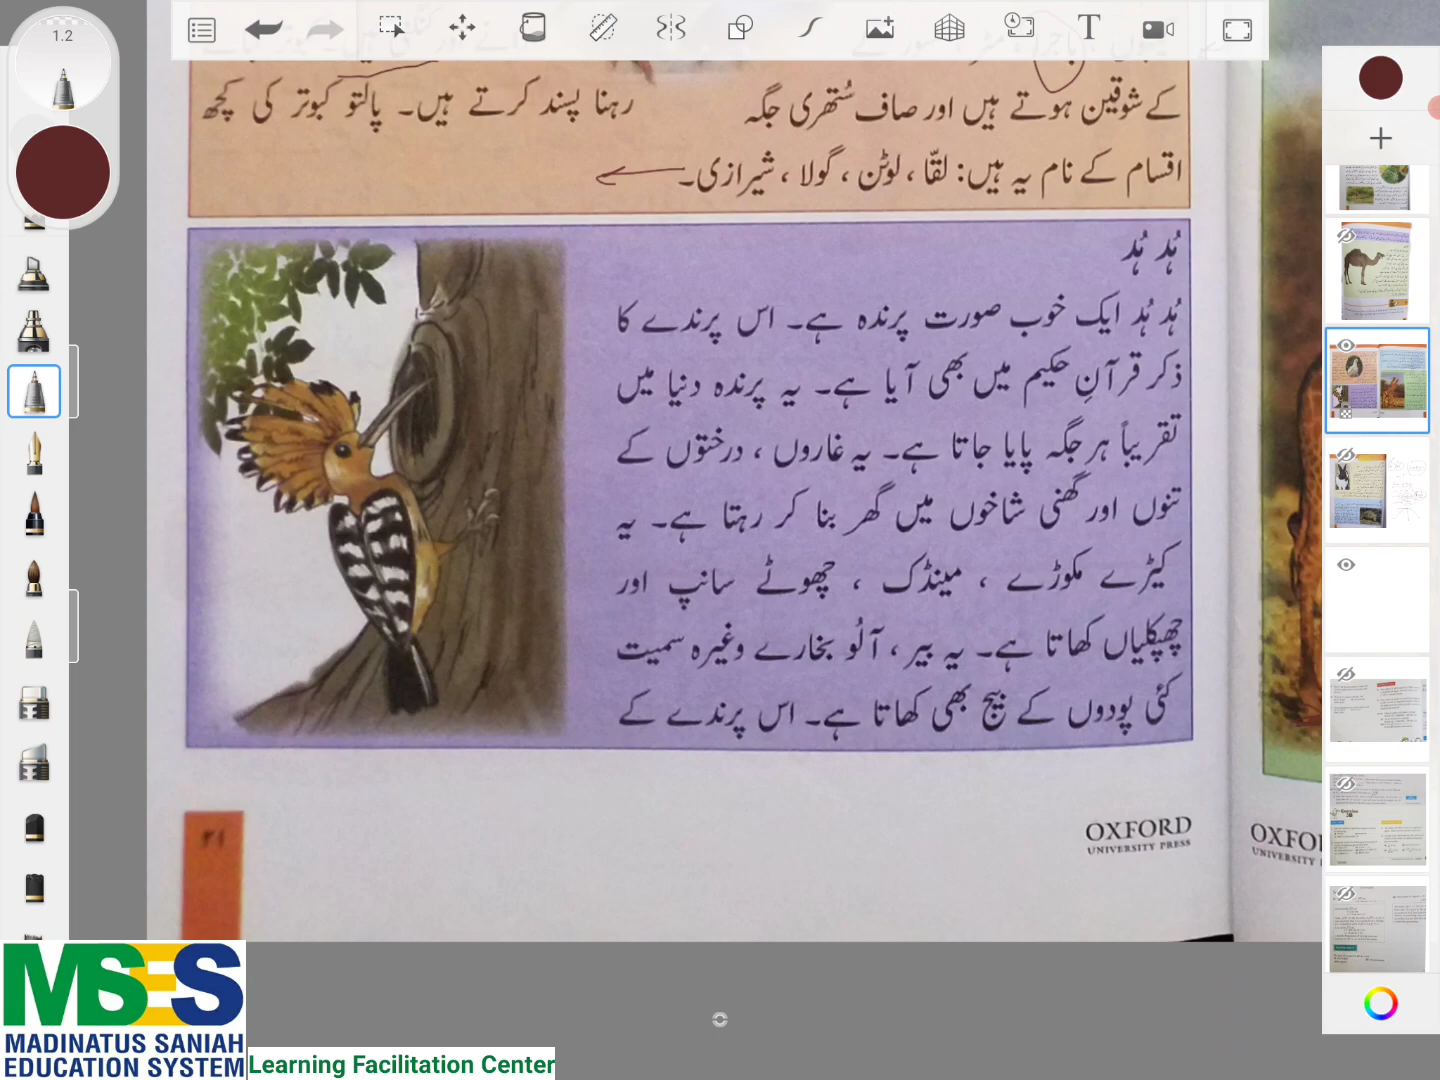 1.2
T
کے شوقین ہوتے ہیں اور صاف سُتھری جگہ
رہنا پسند کرتے ہیں۔ پالتو کبوتر کی کچھ
اقسام کے نام یہ ہیں: لقّا ، لوٹن ، گولا ، شیرازی۔
ہُد ہُد
ہُد ہُد ایک خوب صورت پرندہ ہے۔ اس پرندے کا
ذکر قرآنِ حکیم میں بھی آیا ہے۔ یہ پرندہ دنیا میں
تقریباً ہر جگہ پایا جاتا ہے۔ یہ غاروں ، درختوں کے
تنوں اور گھنی شاخوں میں گھر بنا کر رہتا ہے۔ یہ
کیڑے مکوڑے ، مینڈک ، چھوٹے سانپ اور
چھپکلیاں کھاتا ہے۔ یہ بیر ، آلُو بخارے وغیرہ سمیت
کئی پودوں کے بیج بھی کھاتا ہے۔ اس پرندے کے
۳۱
OXFORD
UNIVERSITY PRESS
MSES
MADINATUS SANIAH
EDUCATION SYSTEM
Learning Facilitation Center